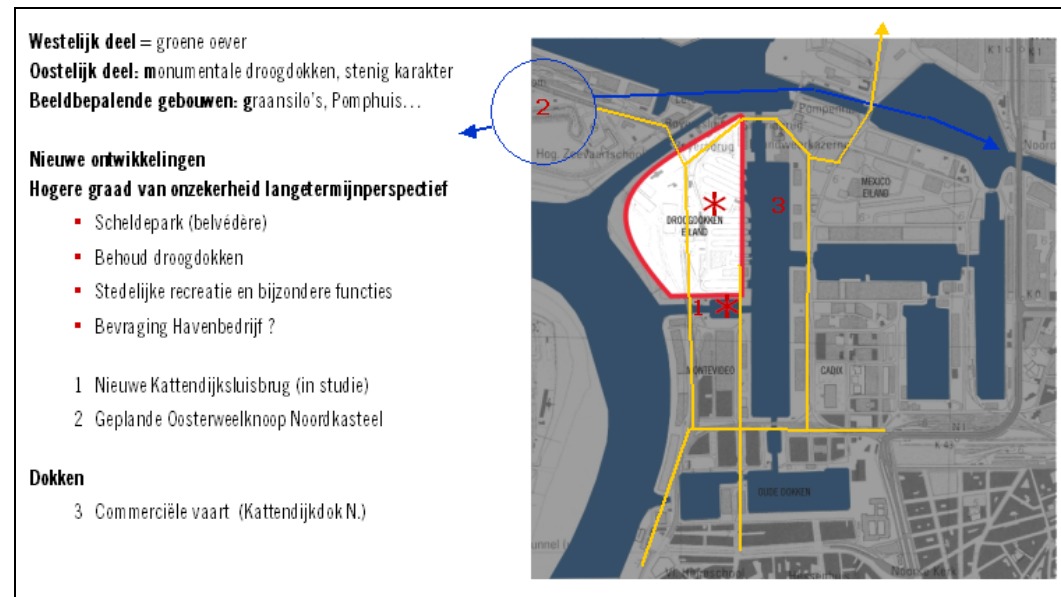 Westelijk deel = groene oever
Oostelijk deel: monumentale droogdokken, stenig karakter
Beeldbepalende gebouwen: graansilo's, Pomphuis…
Nieuwe ontwikkelingen
Hogere graad van onzekerheid langetermijnperspectief
▪ Scheldepark (belvédère)
▪ Behoud droogdokken
▪ Stedelijke recreatie en bijzondere functies
▪ Bevraging Havenbedrijf ?
1 Nieuwe Kattendijksluisbrug (in studie)
2 Geplande Oosterweelknoop Noordkasteel
Dokken
3 Commerciële vaart (Kattendijkdok N.)
2
Hog. Zeevaartschool
MEXICO
EILAND
*
3
DROOGDOKKEN
EILAND
1 *
MONTEVIDEO
CADIX
N 1
OUDE DOKKEN